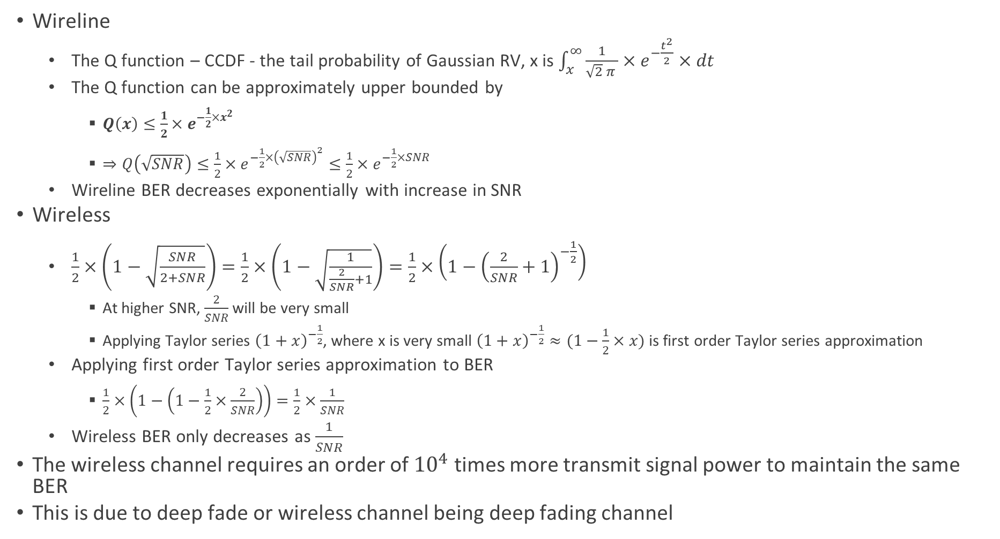 • Wireline
• The Q function – CCDF - the tail probability of Gaussian RV, x is $\int_x^\infty \frac{1}{\sqrt{2}\,\pi} \times e^{-\frac{t^2}{2}} \times dt$
• The Q function can be approximately upper bounded by
▪ $\boldsymbol{Q}(\boldsymbol{x}) \leq \frac{\mathbf{1}}{\mathbf{2}} \times \boldsymbol{e}^{-\frac{\mathbf{1}}{\mathbf{2}} \times \boldsymbol{x}^{\mathbf{2}}}$
▪ $\Rightarrow Q(\sqrt{SNR}) \leq \frac{1}{2} \times e^{-\frac{1}{2} \times (\sqrt{SNR})^2} \leq \frac{1}{2} \times e^{-\frac{1}{2} \times SNR}$
• Wireline BER decreases exponentially with increase in SNR
• Wireless
• $\frac{1}{2} \times \left(1 - \sqrt{\frac{SNR}{2+SNR}}\right) = \frac{1}{2} \times \left(1 - \sqrt{\frac{1}{\frac{2}{SNR}+1}}\right) = \frac{1}{2} \times \left(1 - \left(\frac{2}{SNR} + 1\right)^{-\frac{1}{2}}\right)$
▪ At higher SNR, $\frac{2}{SNR}$ will be very small
▪ Applying Taylor series $(1 + x)^{-\frac{1}{2}}$, where x is very small $(1 + x)^{-\frac{1}{2}} \approx (1 - \frac{1}{2} \times x)$ is first order Taylor series approximation
• Applying first order Taylor series approximation to BER
▪ $\frac{1}{2} \times \left(1 - \left(1 - \frac{1}{2} \times \frac{2}{SNR}\right)\right) = \frac{1}{2} \times \frac{1}{SNR}$
• Wireless BER only decreases as $\frac{1}{SNR}$
• The wireless channel requires an order of $10^4$ times more transmit signal power to maintain the same
BER
• This is due to deep fade or wireless channel being deep fading channel